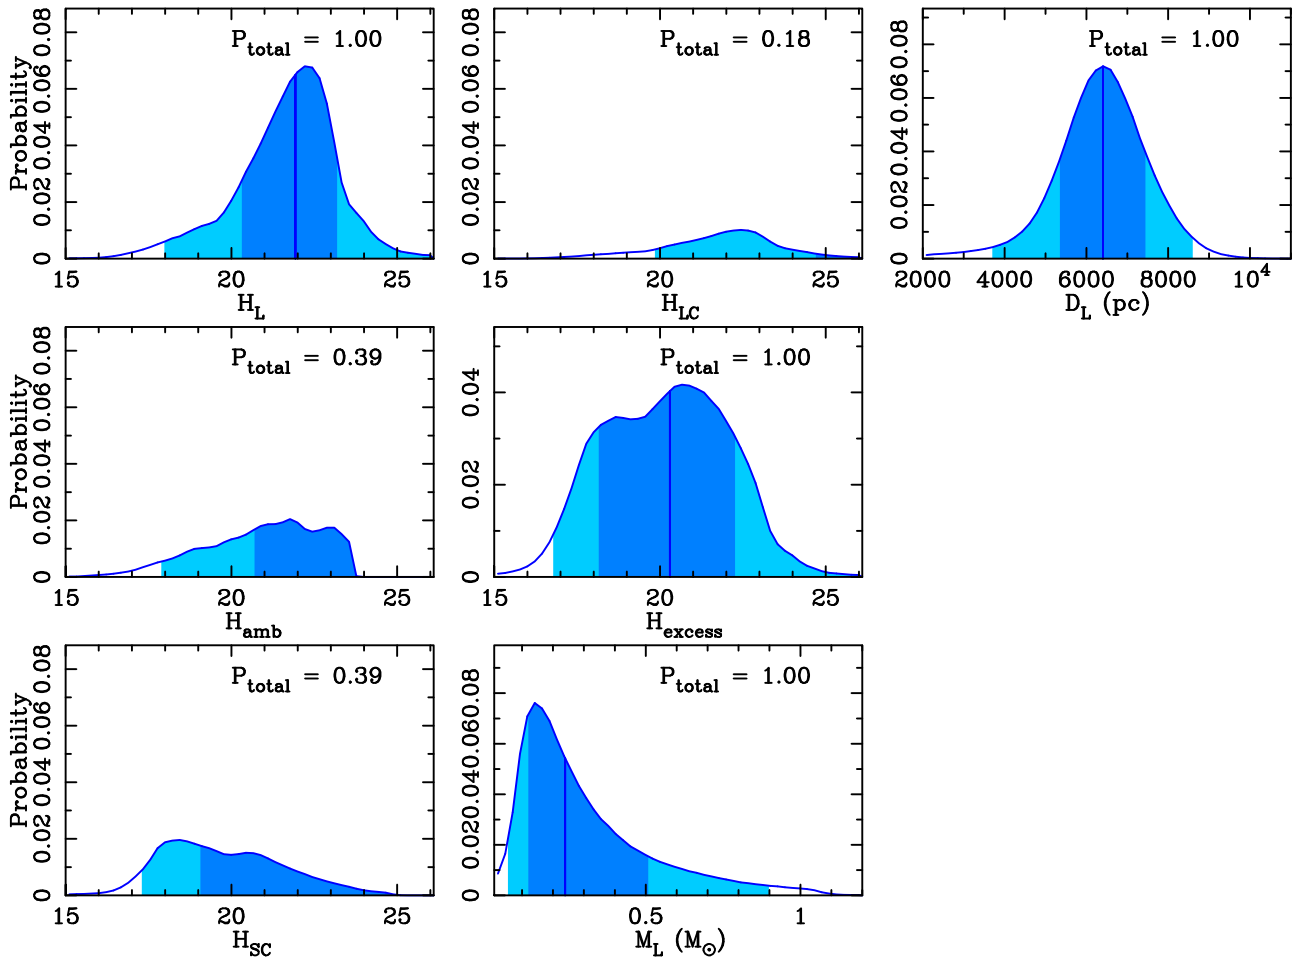 P_total = 1.00
Probability
0 0.02 0.04 0.06 0.08
15 20 25
H_L
P_total = 0.18
0 0.02 0.04 0.06 0.08
15 20 25
H_LC
P_total = 1.00
0 0.02 0.04 0.06 0.08
2000 4000 6000 8000 10^4
D_L (pc)
P_total = 0.39
Probability
0 0.02 0.04 0.06 0.08
15 20 25
H_amb
P_total = 1.00
0 0.02 0.04
15 20 25
H_excess
P_total = 0.39
Probability
0 0.02 0.04 0.06 0.08
15 20 25
H_SC
P_total = 1.00
0 0.02 0.04 0.06 0.08
0.5 1
M_L (M_⊙)